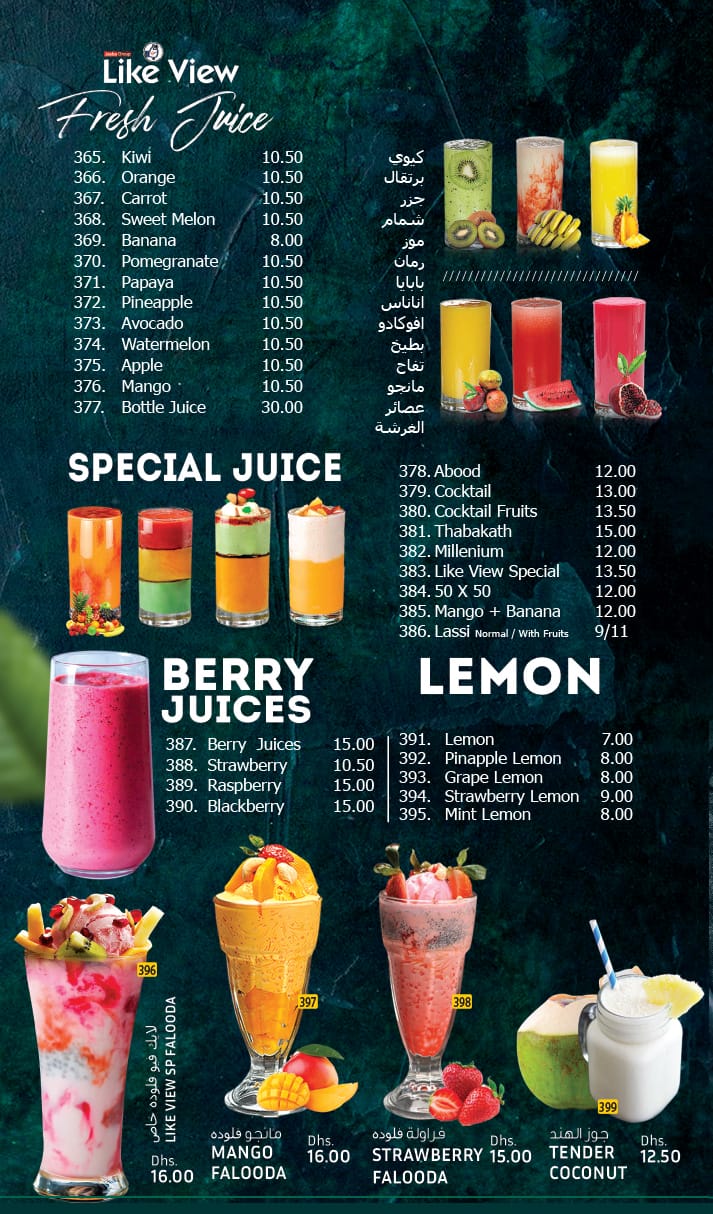 Like View
Fresh Juice
365. Kiwi 10.50 كيوي
366. Orange 10.50 برتقال
367. Carrot 10.50 جزر
368. Sweet Melon 10.50 شمام
369. Banana 8.00 موز
370. Pomegranate 10.50 رمان
371. Papaya 10.50 بابايا
372. Pineapple 10.50 اناناس
373. Avocado 10.50 افوكادو
374. Watermelon 10.50 بطيخ
375. Apple 10.50 تفاح
376. Mango 10.50 مانجو
377. Bottle Juice 30.00 عصائر
الغرشة
SPECIAL JUICE
378. Abood 12.00
379. Cocktail 13.00
380. Cocktail Fruits 13.50
381. Thabakath 15.00
382. Millenium 12.00
383. Like View Special 13.50
384. 50 X 50 12.00
385. Mango + Banana 12.00
386. Lassi Normal / With Fruits 9/11
BERRY
JUICES
387. Berry Juices 15.00
388. Strawberry 10.50
389. Raspberry 15.00
390. Blackberry 15.00
LEMON
391. Lemon 7.00
392. Pinapple Lemon 8.00
393. Grape Lemon 8.00
394. Strawberry Lemon 9.00
395. Mint Lemon 8.00
396
لايك فيو فلوده خاص
LIKE VIEW SP FALOODA
Dhs.
16.00
397
مانجو فلوده
MANGO
FALOODA
Dhs.
16.00
398
فراولة فلوده
STRAWBERRY
FALOODA
Dhs.
15.00
399
جوز الهند
TENDER
COCONUT
Dhs.
12.50